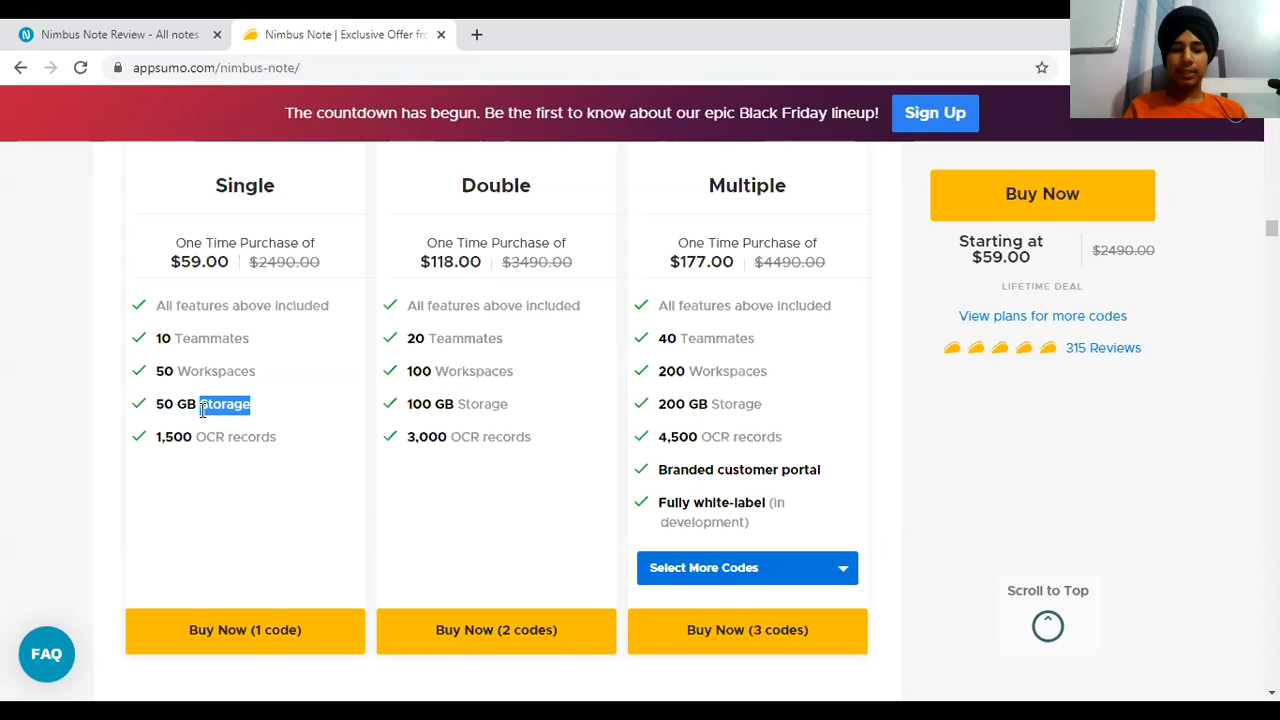 Nimbus Note Review - All notes
Nimbus Note | Exclusive Offer fro
appsumo.com/nimbus-note/
The countdown has begun. Be the first to know about our epic Black Friday lineup!
Sign Up
Single
One Time Purchase of
$59.00 $2490.00
All features above included
10 Teammates
50 Workspaces
50 GB Storage
1,500 OCR records
Buy Now (1 code)
Double
One Time Purchase of
$118.00 $3490.00
All features above included
20 Teammates
100 Workspaces
100 GB Storage
3,000 OCR records
Buy Now (2 codes)
Multiple
One Time Purchase of
$177.00 $4490.00
All features above included
40 Teammates
200 Workspaces
200 GB Storage
4,500 OCR records
Branded customer portal
Fully white-label (in
development)
Select More Codes
Buy Now (3 codes)
Buy Now
Starting at
$59.00
$2490.00
LIFETIME DEAL
View plans for more codes
315 Reviews
Scroll to Top
FAQ